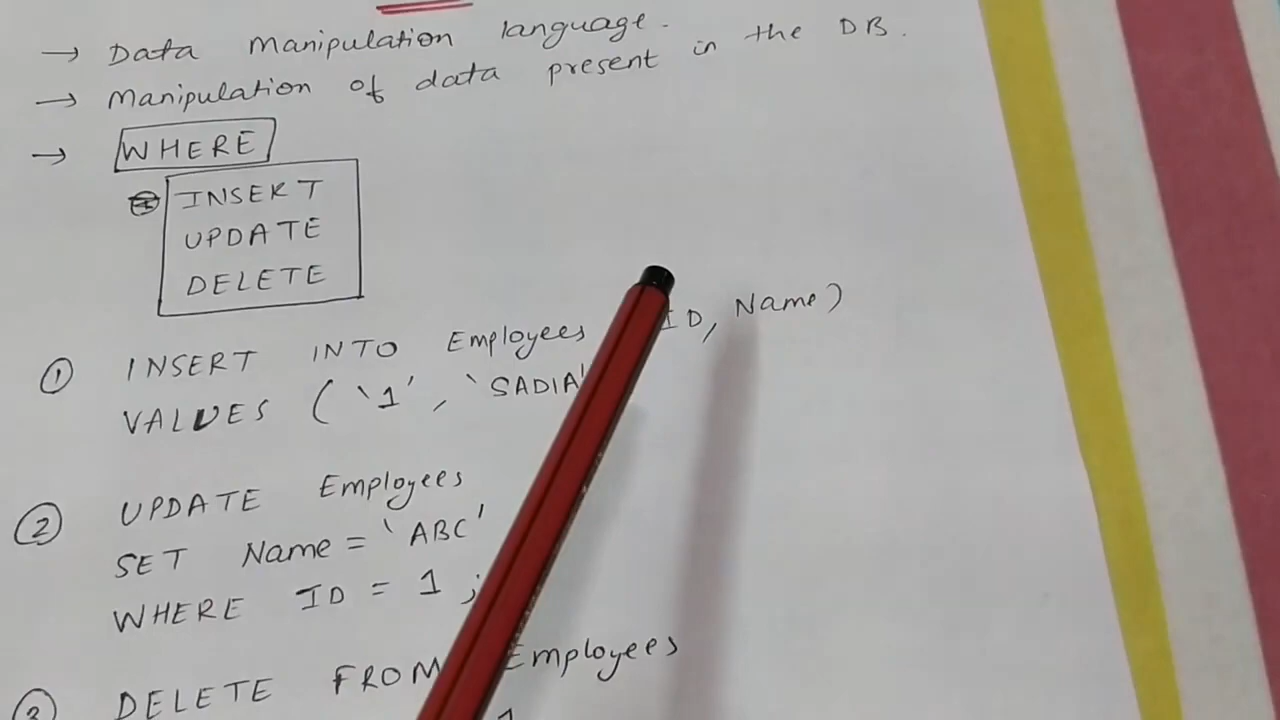 → Data Manipulation language.
→ Manipulation of data present in the DB.
→ WHERE
INSERT
UPDATE
DELETE
① INSERT INTO Employees ID, Name)
VALUES ('1', 'SADIA'
② UPDATE Employees
SET Name = 'ABC'
WHERE ID = 1 ;
③ DELETE FROM Employees